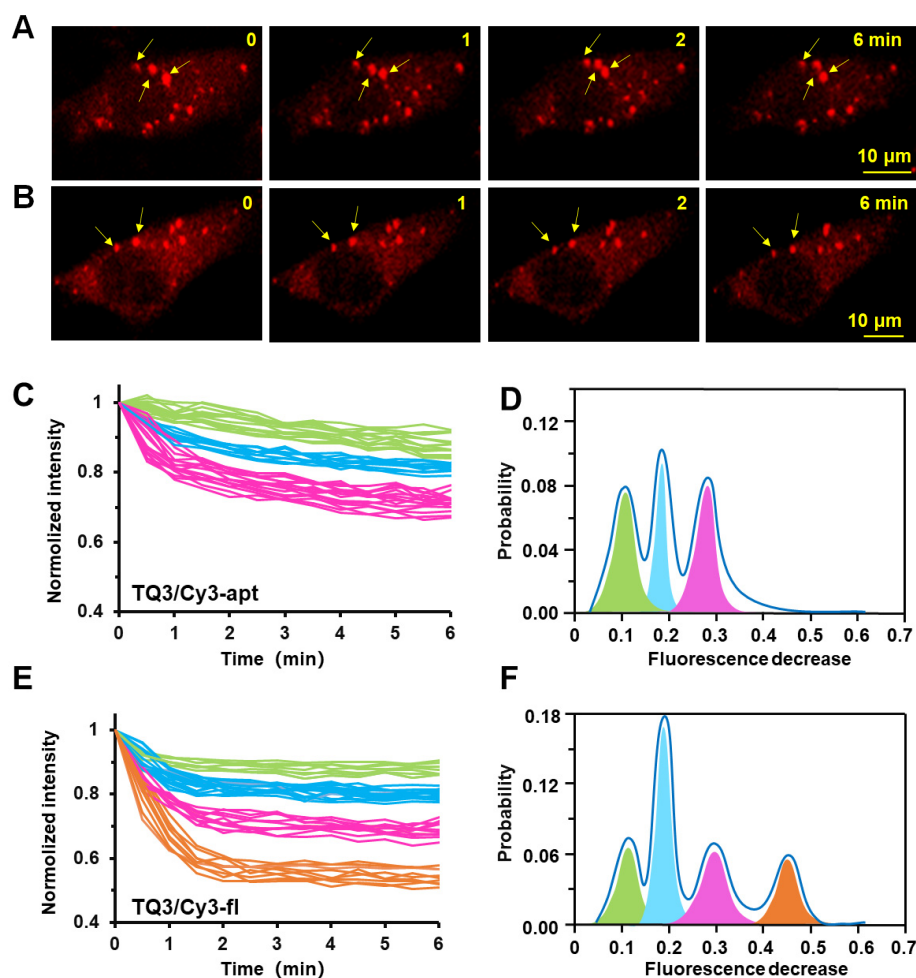 A
0
1
2
6 min
10 µm
B
0
1
2
6 min
10 µm
C
Normolized intensity
1
0.8
0.6
0.4
TQ3/Cy3-apt
0 1 2 3 4 5 6
Time (min)
D
Probability
0.12
0.08
0.04
0.00
0 0.1 0.2 0.3 0.4 0.5 0.6 0.7
Fluorescence decrease
E
Normolized intensity
1
0.8
0.6
0.4
TQ3/Cy3-fl
0 1 2 3 4 5 6
Time (min)
F
Probability
0.18
0.12
0.06
0.00
0 0.1 0.2 0.3 0.4 0.5 0.6 0.7
Fluorescence decrease